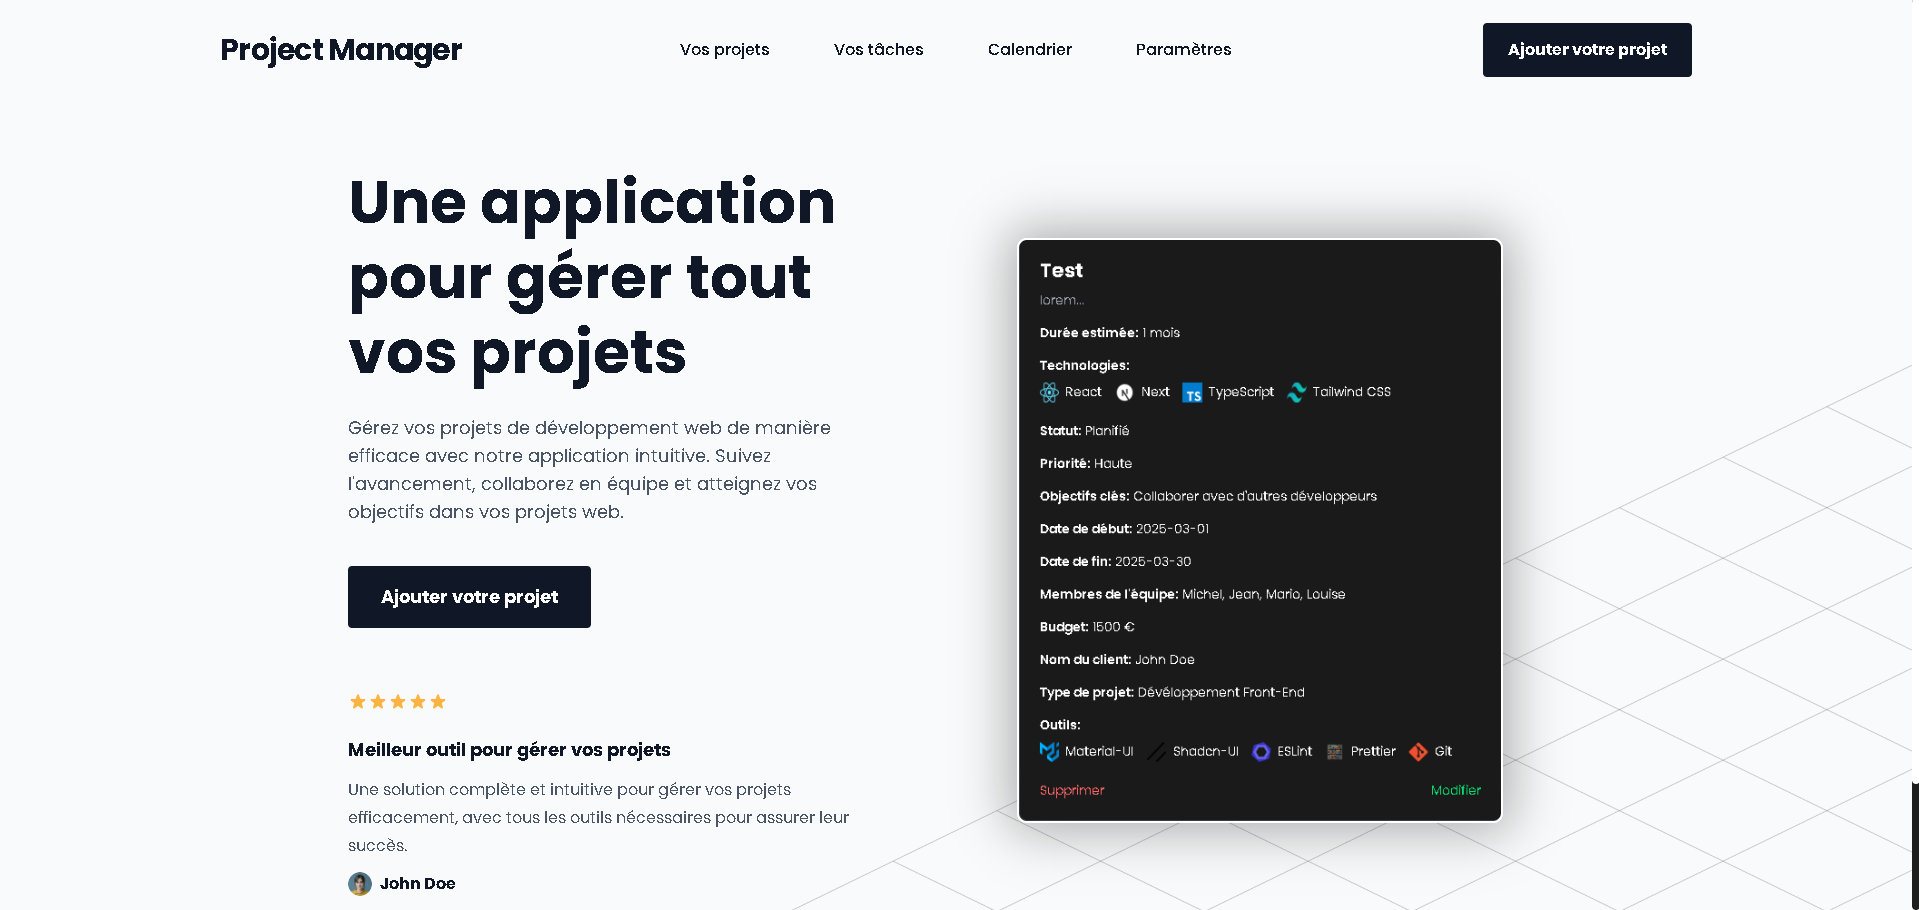 Project Manager
Vos projets
Vos tâches
Calendrier
Paramètres
Ajouter votre projet
Une application
pour gérer tout
vos projets
Gérez vos projets de développement web de manière
efficace avec notre application intuitive. Suivez
l'avancement, collaborez en équipe et atteignez vos
objectifs dans vos projets web.
Ajouter votre projet
Meilleur outil pour gérer vos projets
Une solution complète et intuitive pour gérer vos projets
efficacement, avec tous les outils nécessaires pour assurer leur
succès.
John Doe
Test
lorem...
Durée estimée: 1 mois
Technologies:
React Next TS TypeScript Tailwind CSS
Statut: Planifié
Priorité: Haute
Objectifs clés: Collaborer avec d'autres développeurs
Date de début: 2025-03-01
Date de fin: 2025-03-30
Membres de l'équipe: Michel, Jean, Mario, Louise
Budget: 1500 €
Nom du client: John Doe
Type de projet: Dévéloppement Front-End
Outils:
Material-UI Shadcn-UI ESLint Prettier Git
Supprimer Modifier